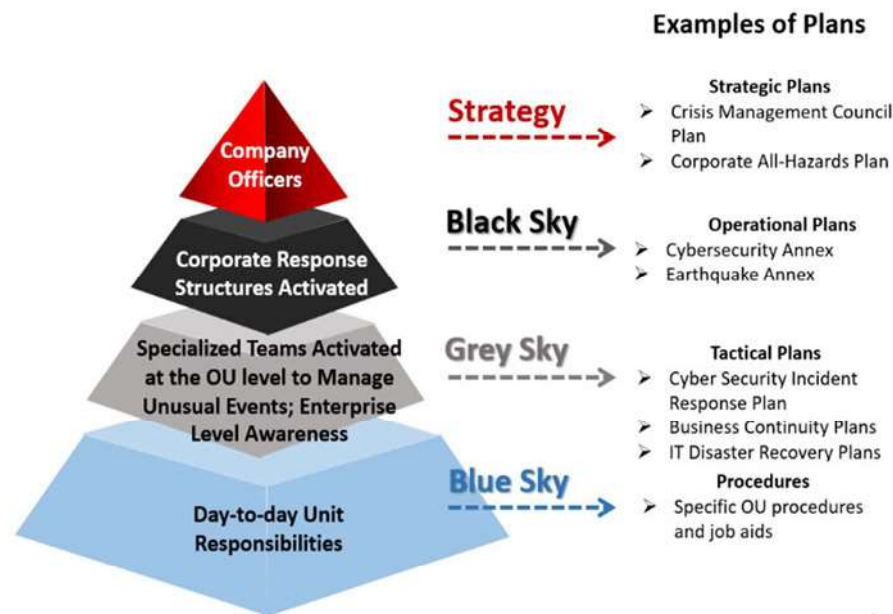 Examples of Plans
Company
Officers
Strategy
Strategic Plans
➤ Crisis Management Council
Plan
➤ Corporate All-Hazards Plan
Corporate Response
Structures Activated
Black Sky
Operational Plans
➤ Cybersecurity Annex
➤ Earthquake Annex
Specialized Teams Activated
at the OU level to Manage
Unusual Events; Enterprise
Level Awareness
Grey Sky
Tactical Plans
➤ Cyber Security Incident
Response Plan
➤ Business Continuity Plans
➤ IT Disaster Recovery Plans
Day-to-day Unit
Responsibilities
Blue Sky
Procedures
➤ Specific OU procedures
and job aids